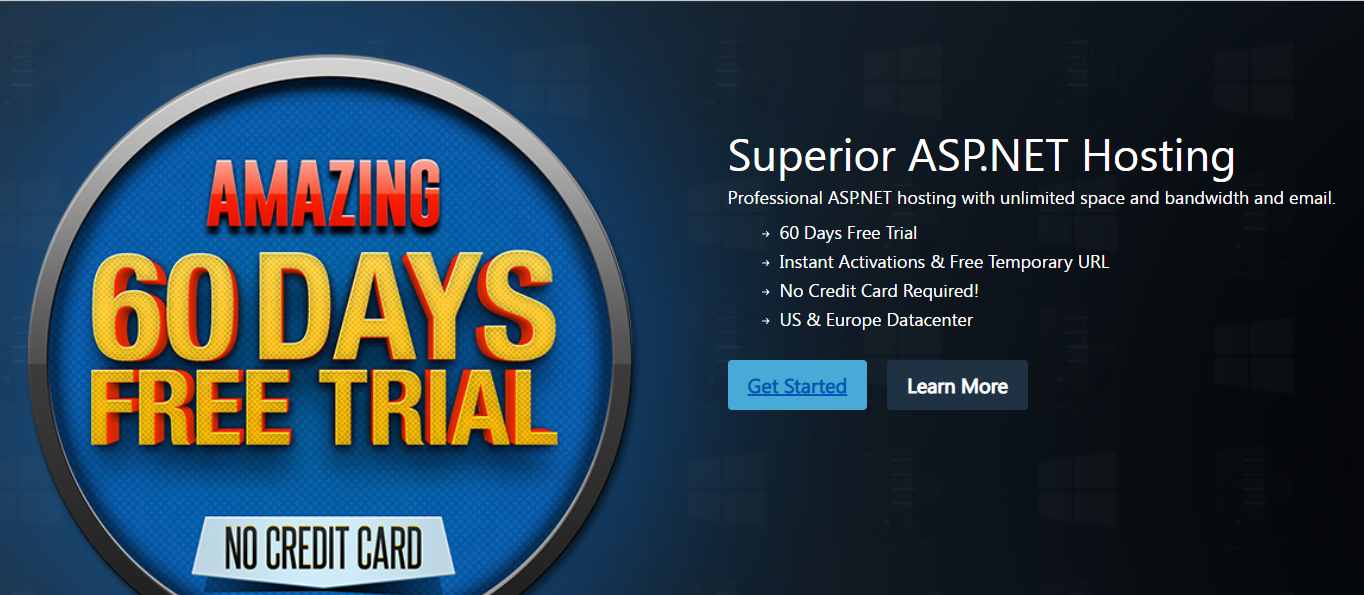 AMAZING
60 DAYS
FREE TRIAL
NO CREDIT CARD
Superior ASP.NET Hosting
Professional ASP.NET hosting with unlimited space and bandwidth and email.
→ 60 Days Free Trial
→ Instant Activations & Free Temporary URL
→ No Credit Card Required!
→ US & Europe Datacenter
Get Started
Learn More